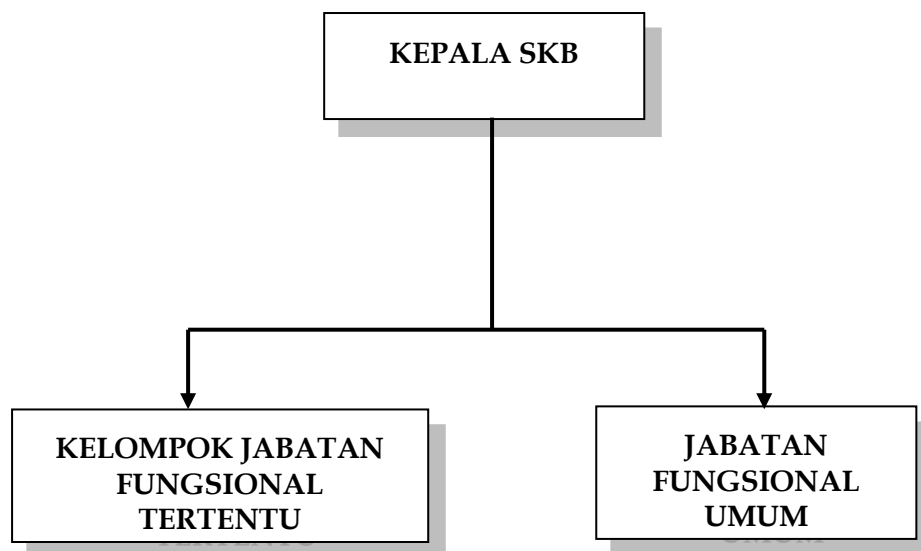 KEPALA SKB
KELOMPOK JABATAN
FUNGSIONAL
TERTENTU
JABATAN
FUNGSIONAL
UMUM